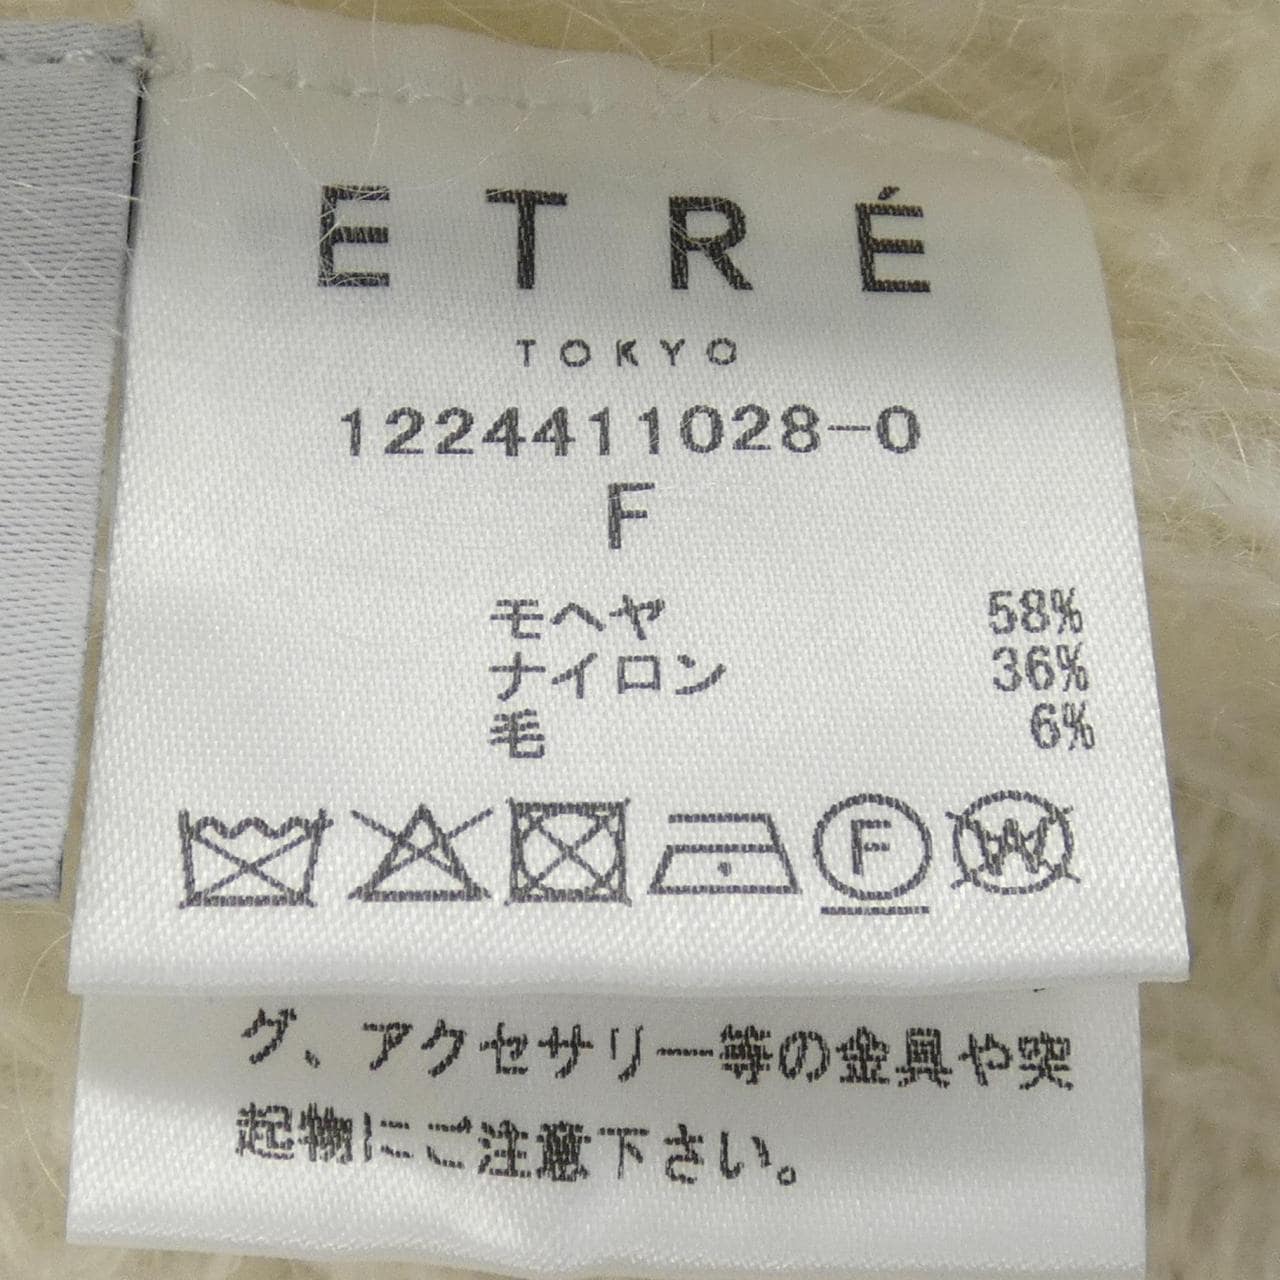 ETRÉ
TOKYO
1224411028-0
F
モヘヤ 58%
ナイロン 36%
毛 6%
F W
グ、アクセサリー等の金具や突
起物にご注意下さい。